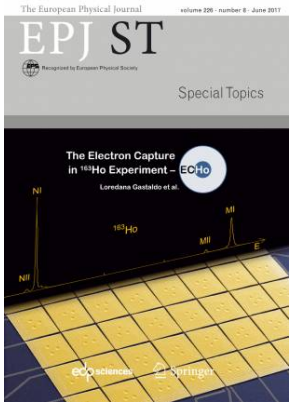 The European Physical Journal
volume 226 · number 8 · June 2017
EPJ ST
EPS Recognized by European Physical Society
Special Topics
The Electron Capture
in ¹⁶³Ho Experiment – ECHo
Loredana Gastaldo et al.
NI
¹⁶³Ho
MI
MII
E
NII
edp sciences
Springer